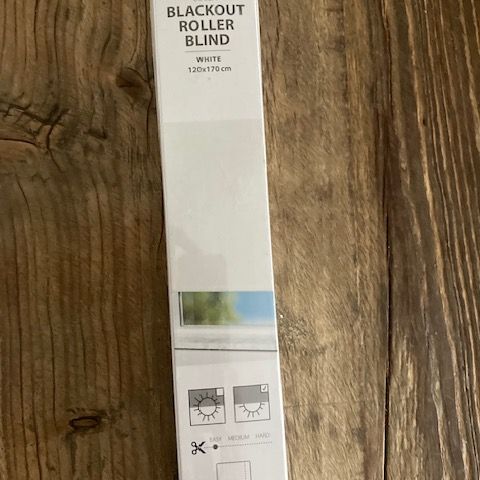 BLACKOUT
ROLLER
BLIND
WHITE
120x170 cm
EASY MEDIUM HARD